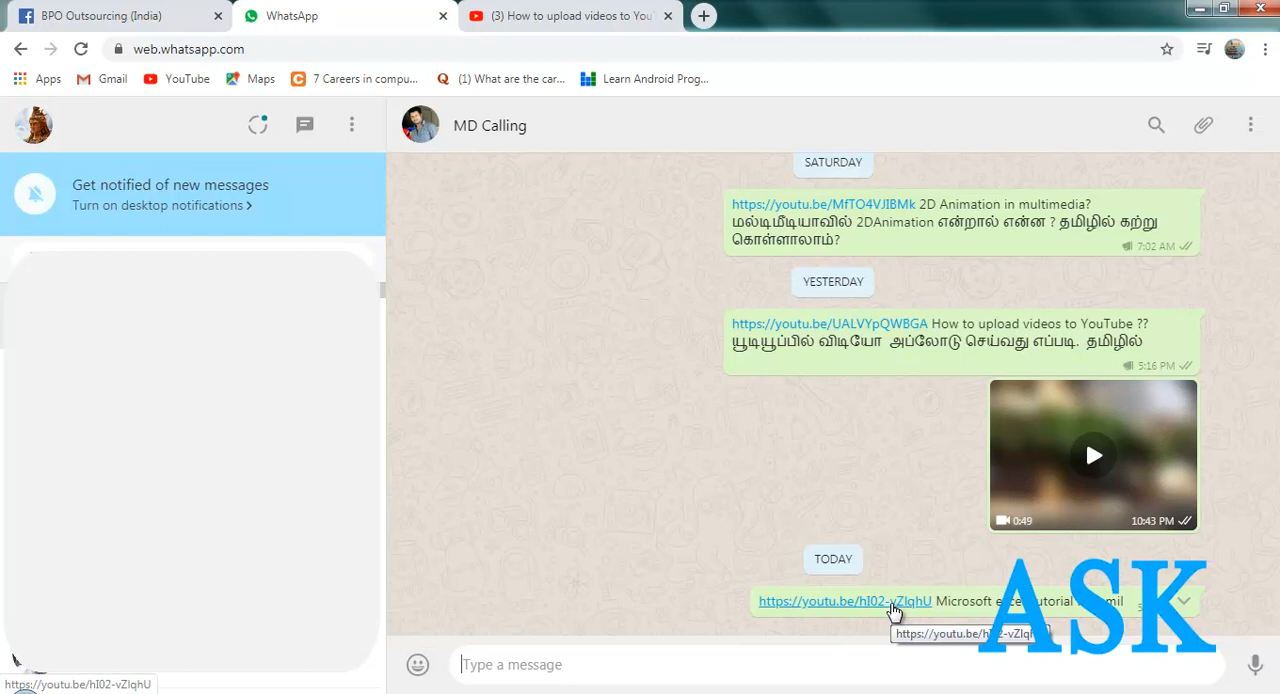 BPO Outsourcing (India)
WhatsApp
(3) How to upload videos to You
web.whatsapp.com
Apps
Gmail
YouTube
Maps
7 Careers in compu...
(1) What are the car...
Learn Android Prog...
MD Calling
Get notified of new messages
Turn on desktop notifications >
SATURDAY
https://youtu.be/MfTO4VJIBMk 2D Animation in multimedia?
மல்டிமீடியாவில் 2DAnimation என்றால் என்ன ? தமிழில் கற்று
கொள்ளாலாம்?
7:02 AM
YESTERDAY
https://youtu.be/UALVYpQWBGA How to upload videos to YouTube ??
யூடியூப்பில் விடியோ அப்லோடு செய்வது எப்படி. தமிழில்
5:16 PM
0:49
10:43 PM
TODAY
https://youtu.be/hI02-vZIqhU Microsoft
ASK
Type a message
https://youtu.be/hI02-vZIqhU